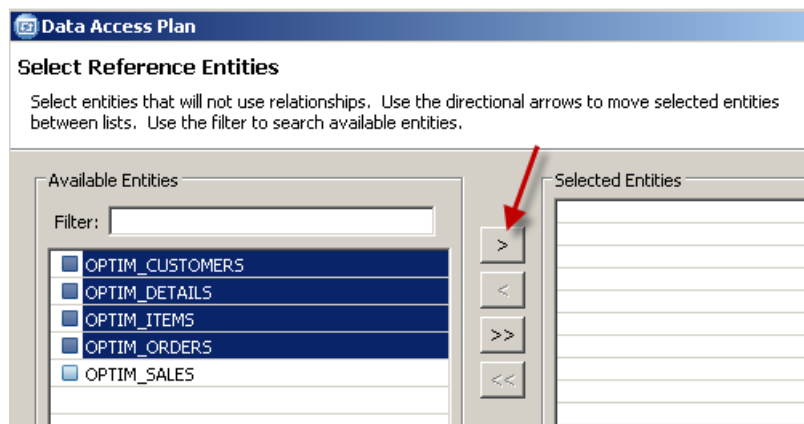 Data Access Plan
Select Reference Entities
Select entities that will not use relationships.  Use the directional arrows to move selected entities
between lists.  Use the filter to search available entities.
Available Entities
Selected Entities
Filter:
>
OPTIM_CUSTOMERS
OPTIM_DETAILS
<
OPTIM_ITEMS
>>
OPTIM_ORDERS
OPTIM_SALES
<<